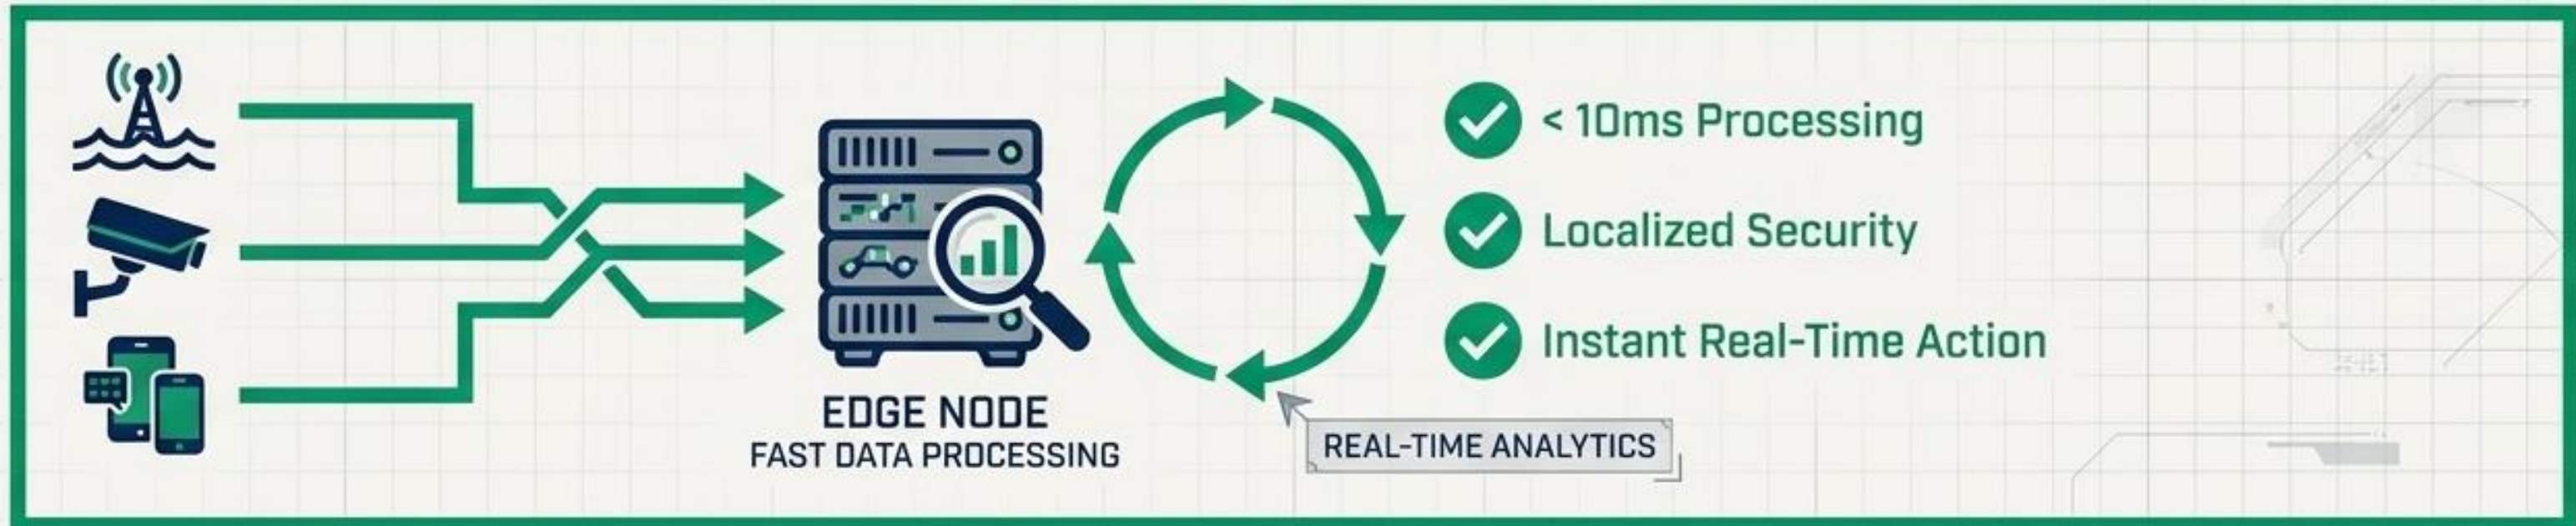 < 10ms Processing
Localized Security
Instant Real-Time Action
EDGE NODE
FAST DATA PROCESSING
REAL-TIME ANALYTICS